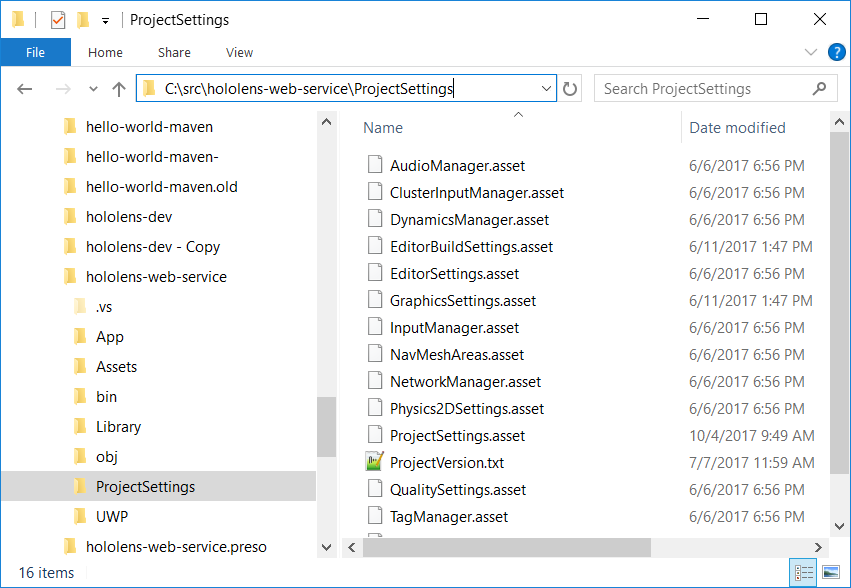 ProjectSettings
File Home Share View
C:\src\hololens-web-service\ProjectSettings
Search ProjectSettings
hello-world-maven
hello-world-maven-
hello-world-maven.old
hololens-dev
hololens-dev - Copy
hololens-web-service
.vs
App
Assets
bin
Library
obj
ProjectSettings
UWP
hololens-web-service.preso
Name Date modified
AudioManager.asset 6/6/2017 6:56 PM
ClusterInputManager.asset 6/6/2017 6:56 PM
DynamicsManager.asset 6/6/2017 6:56 PM
EditorBuildSettings.asset 6/11/2017 1:47 PM
EditorSettings.asset 6/6/2017 6:56 PM
GraphicsSettings.asset 6/11/2017 1:47 PM
InputManager.asset 6/6/2017 6:56 PM
NavMeshAreas.asset 6/6/2017 6:56 PM
NetworkManager.asset 6/6/2017 6:56 PM
Physics2DSettings.asset 6/6/2017 6:56 PM
ProjectSettings.asset 10/4/2017 9:49 AM
ProjectVersion.txt 7/7/2017 11:59 AM
QualitySettings.asset 6/6/2017 6:56 PM
TagManager.asset 6/6/2017 6:56 PM
16 items